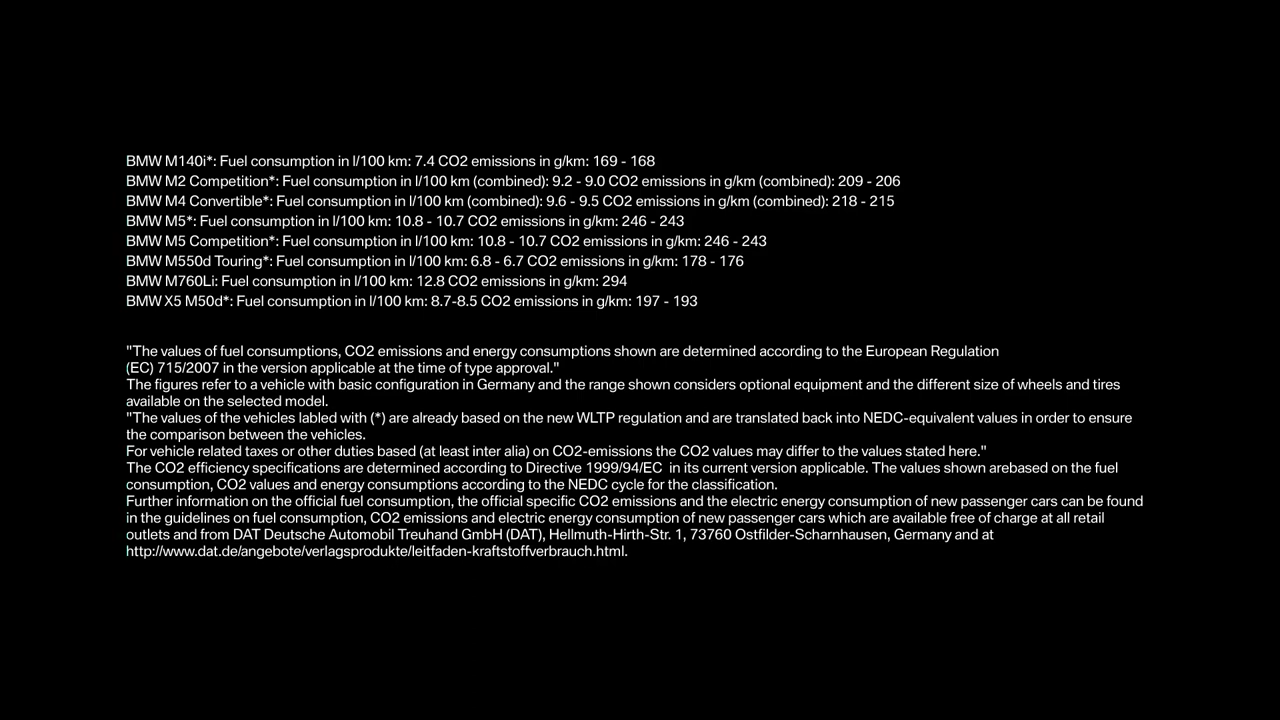 BMW M140i*: Fuel consumption in l/100 km: 7.4 CO2 emissions in g/km: 169 - 168
BMW M2 Competition*: Fuel consumption in l/100 km (combined): 9.2 - 9.0 CO2 emissions in g/km (combined): 209 - 206
BMW M4 Convertible*: Fuel consumption in l/100 km (combined): 9.6 - 9.5 CO2 emissions in g/km (combined): 218 - 215
BMW M5*: Fuel consumption in l/100 km: 10.8 - 10.7 CO2 emissions in g/km: 246 - 243
BMW M5 Competition*: Fuel consumption in l/100 km: 10.8 - 10.7 CO2 emissions in g/km: 246 - 243
BMW M550d Touring*: Fuel consumption in l/100 km: 6.8 - 6.7 CO2 emissions in g/km: 178 - 176
BMW M760Li: Fuel consumption in l/100 km: 12.8 CO2 emissions in g/km: 294
BMW X5 M50d*: Fuel consumption in l/100 km: 8.7-8.5 CO2 emissions in g/km: 197 - 193
"The values of fuel consumptions, CO2 emissions and energy consumptions shown are determined according to the European Regulation
(EC) 715/2007 in the version applicable at the time of type approval."
The figures refer to a vehicle with basic configuration in Germany and the range shown considers optional equipment and the different size of wheels and tires
available on the selected model.
"The values of the vehicles labled with (*) are already based on the new WLTP regulation and are translated back into NEDC-equivalent values in order to ensure
the comparison between the vehicles.
For vehicle related taxes or other duties based (at least inter alia) on CO2-emissions the CO2 values may differ to the values stated here."
The CO2 efficiency specifications are determined according to Directive 1999/94/EC  in its current version applicable. The values shown arebased on the fuel
consumption, CO2 values and energy consumptions according to the NEDC cycle for the classification.
Further information on the official fuel consumption, the official specific CO2 emissions and the electric energy consumption of new passenger cars can be found
in the guidelines on fuel consumption, CO2 emissions and electric energy consumption of new passenger cars which are available free of charge at all retail
outlets and from DAT Deutsche Automobil Treuhand GmbH (DAT), Hellmuth-Hirth-Str. 1, 73760 Ostfilder-Scharnhausen, Germany and at
http://www.dat.de/angebote/verlagsprodukte/leitfaden-kraftstoffverbrauch.html.